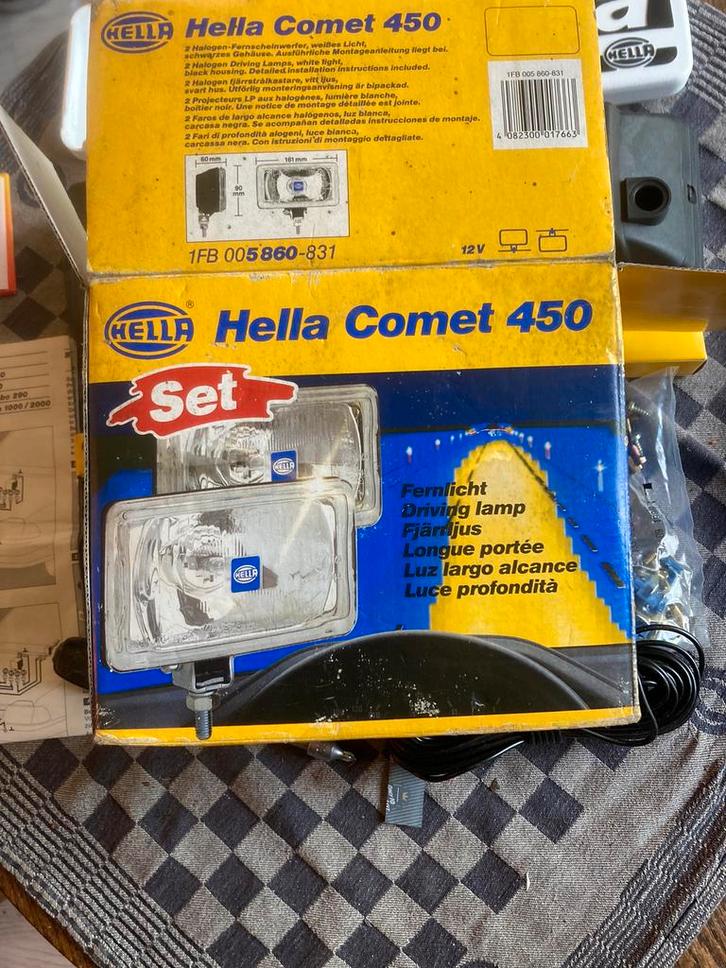 HELLA
Hella Comet 450
2 Halogen-Fernscheinwerfer, weißes Licht,
schwarzes Gehäuse. Ausführliche Montageanleitung liegt bei.
2 Halogen Driving Lamps, white light,
black housing. Detailed installation instructions included.
2 Halogen fjärrstrålkastare, vitt ljus,
svart hus. Utförlig monteringsanvisning är bipackad.
2 Projecteurs LP aux halogènes, lumière blanche,
boîtier noir. Une notice de montage détaillée est jointe.
2 Faros de largo alcance halógenos, luz blanca,
carcasa negra. Se acompañan detalladas instrucciones de montaje.
2 Fari di profondità alogeni, luce bianca,
carcassa nera. Con istruzioni di montaggio dettagliate.
1FB 005 860-831
4 082300 017663
60 mm
161 mm
90
mm
1FB 005 860-831
12 V
HELLA
®
Hella Comet 450
Set
HELLA
HELLA
Fernlicht
Driving lamp
Fjärrljus
Longue portée
Luz largo alcance
Luce profondità
HELLA
290
1000 / 2000